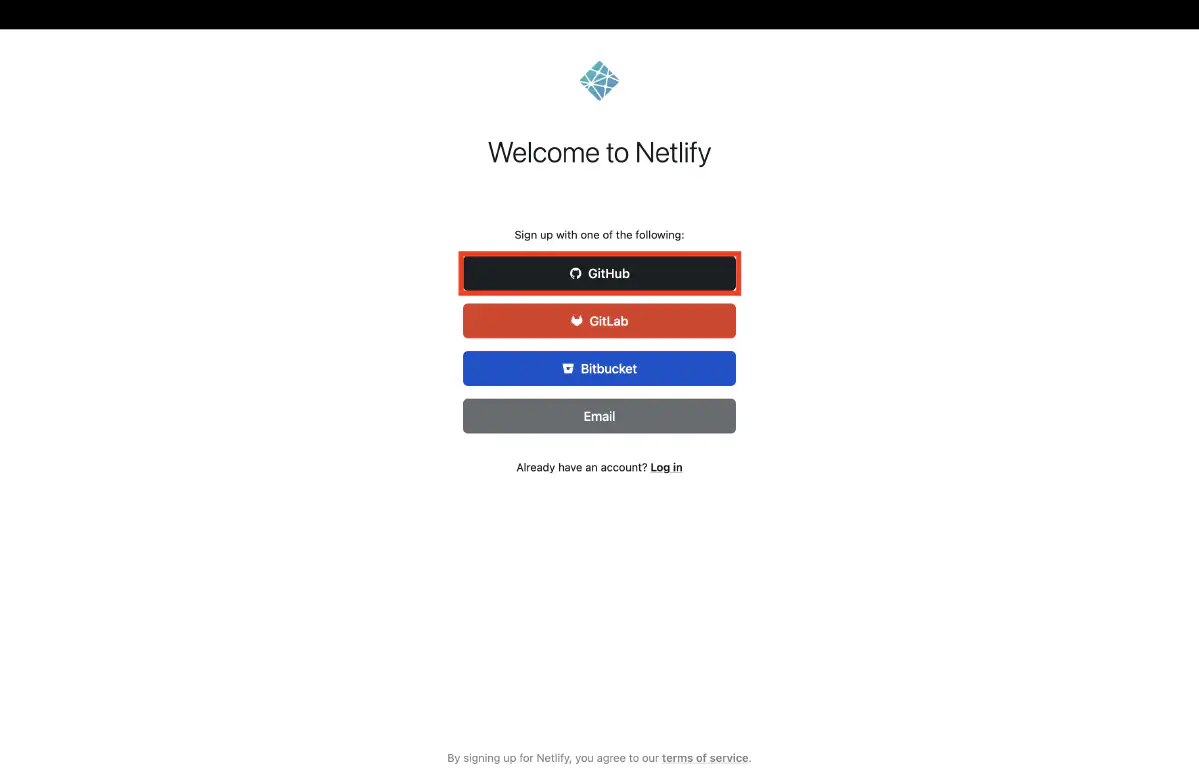 Welcome to Netlify
Sign up with one of the following:
GitHub
GitLab
Bitbucket
Email
Already have an account? Log in
By signing up for Netlify, you agree to our terms of service.